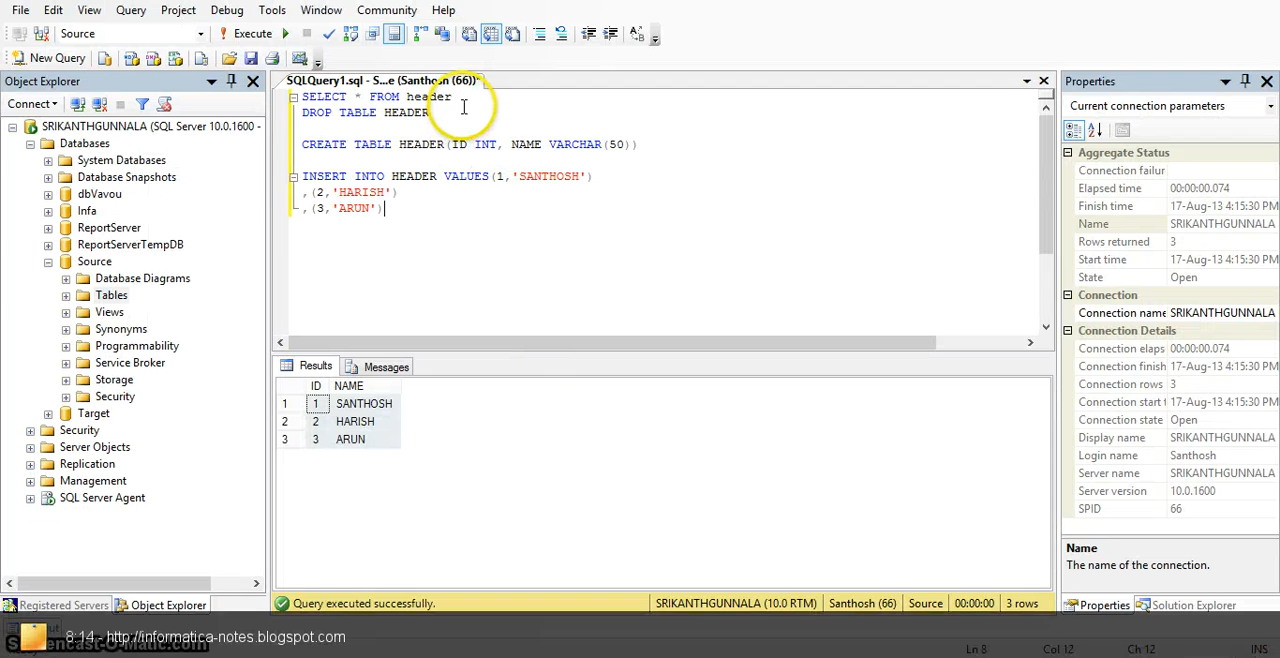 File Edit View Query Project Debug Tools Window Community Help
Source Execute
New Query
Object Explorer
Connect
SRIKANTHGUNNALA (SQL Server 10.0.1600 -
Databases
System Databases
Database Snapshots
dbVavou
Infa
ReportServer
ReportServerTempDB
Source
Database Diagrams
Tables
Views
Synonyms
Programmability
Service Broker
Storage
Security
Target
Security
Server Objects
Replication
Management
SQL Server Agent
Registered Servers Object Explorer
SQLQuery1.sql - S...e (Santhosh (66))*
SELECT * FROM header
DROP TABLE HEADER
CREATE TABLE HEADER(ID INT, NAME VARCHAR(50))
INSERT INTO HEADER VALUES(1,'SANTHOSH')
,(2,'HARISH')
,(3,'ARUN')
Results Messages
ID NAME
1 1 SANTHOSH
2 2 HARISH
3 3 ARUN
Query executed successfully. SRIKANTHGUNNALA (10.0 RTM) Santhosh (66) Source 00:00:00 3 rows
Properties
Current connection parameters
Aggregate Status
Connection failur
Elapsed time 00:00:00.074
Finish time 17-Aug-13 4:15:30 PM
Name SRIKANTHGUNNALA
Rows returned 3
Start time 17-Aug-13 4:15:30 PM
State Open
Connection
Connection name SRIKANTHGUNNALA
Connection Details
Connection elaps 00:00:00.074
Connection finish 17-Aug-13 4:15:30 PM
Connection rows 3
Connection start t 17-Aug-13 4:15:30 PM
Connection state Open
Display name SRIKANTHGUNNALA
Login name Santhosh
Server name SRIKANTHGUNNALA
Server version 10.0.1600
SPID 66
Name
The name of the connection.
Properties Solution Explorer
8:14 - http://informatica-notes.blogspot.com
Screencast-O-Matic.com
Ln 8 Col 12 Ch 12 INS